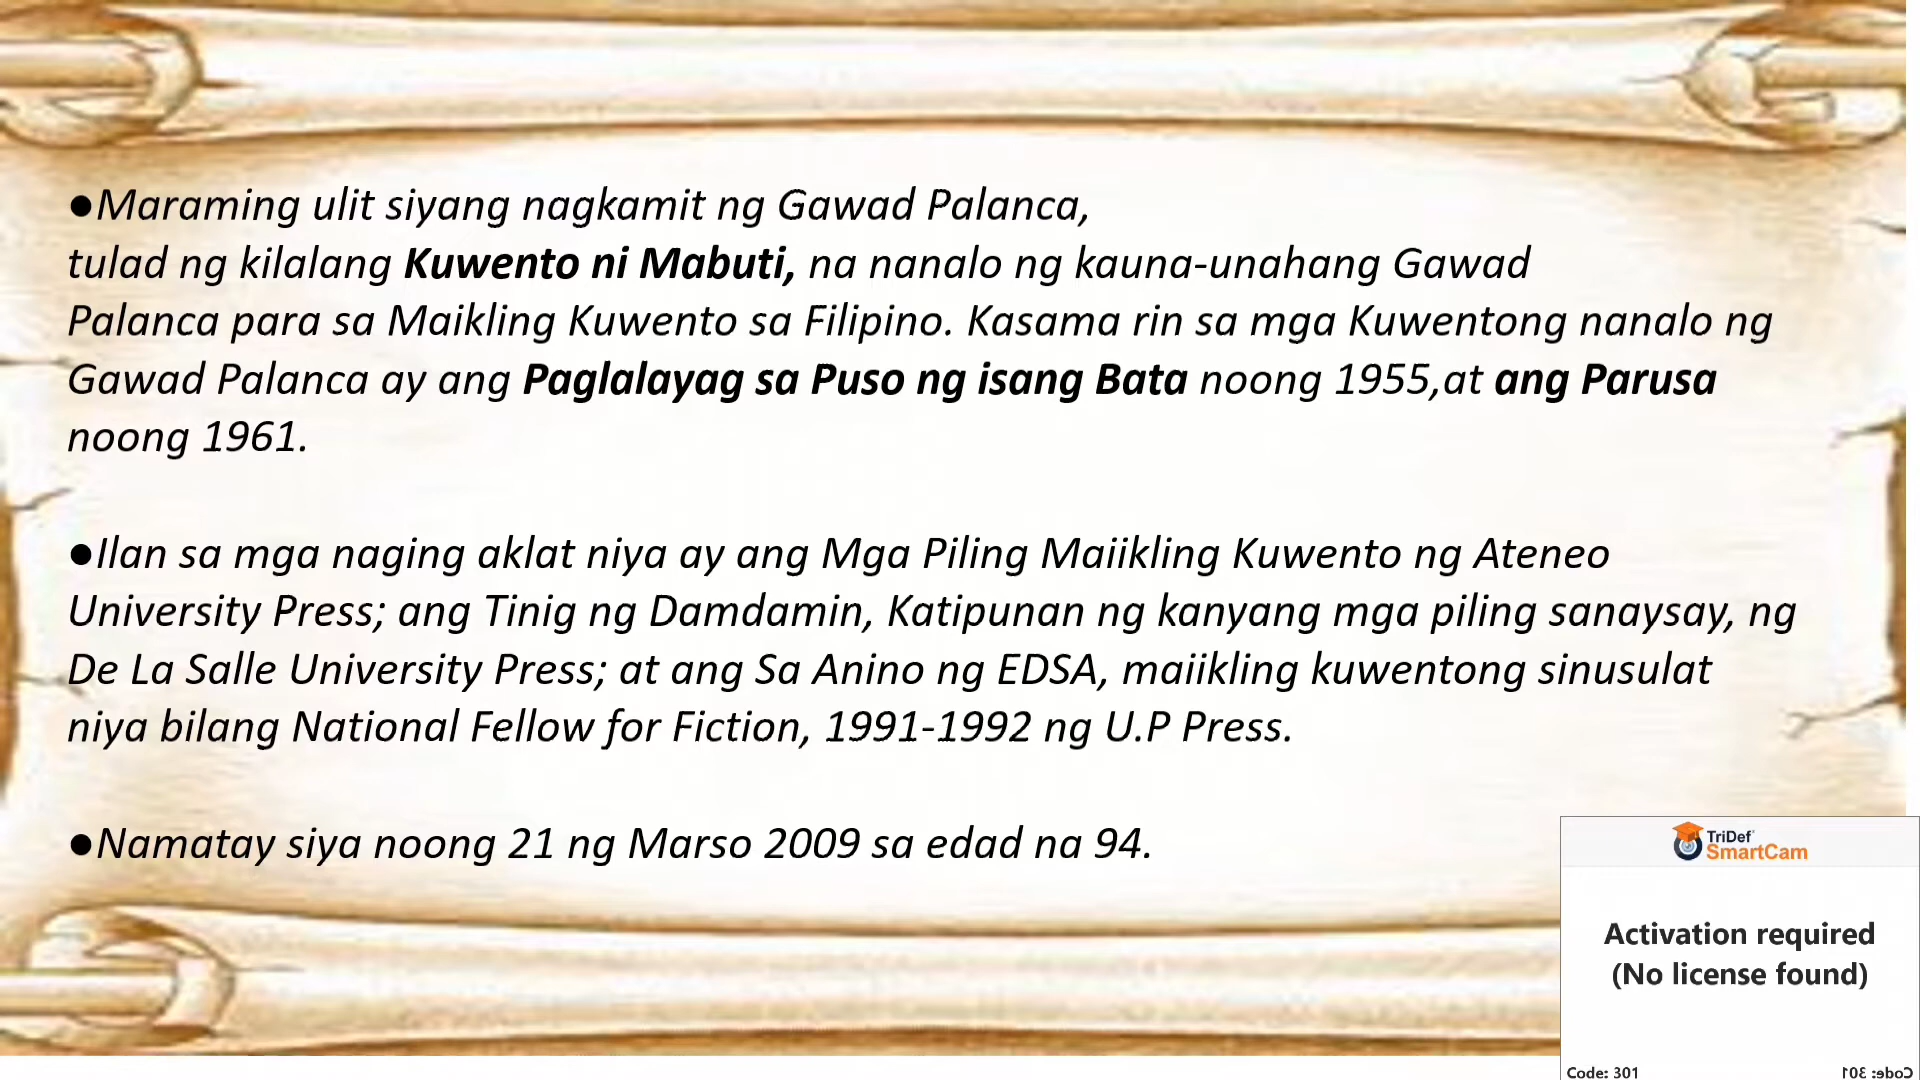 ●Maraming ulit siyang nagkamit ng Gawad Palanca,
tulad ng kilalang Kuwento ni Mabuti, na nanalo ng kauna-unahang Gawad
Palanca para sa Maikling Kuwento sa Filipino. Kasama rin sa mga Kuwentong nanalo ng
Gawad Palanca ay ang Paglalayag sa Puso ng isang Bata noong 1955,at ang Parusa
noong 1961.
●Ilan sa mga naging aklat niya ay ang Mga Piling Maiikling Kuwento ng Ateneo
University Press; ang Tinig ng Damdamin, Katipunan ng kanyang mga piling sanaysay, ng
De La Salle University Press; at ang Sa Anino ng EDSA, maiikling kuwentong sinusulat
niya bilang National Fellow for Fiction, 1991-1992 ng U.P Press.
●Namatay siya noong 21 ng Marso 2009 sa edad na 94.
TriDef
SmartCam
Activation required
(No license found)
Code: 301
Code: 301